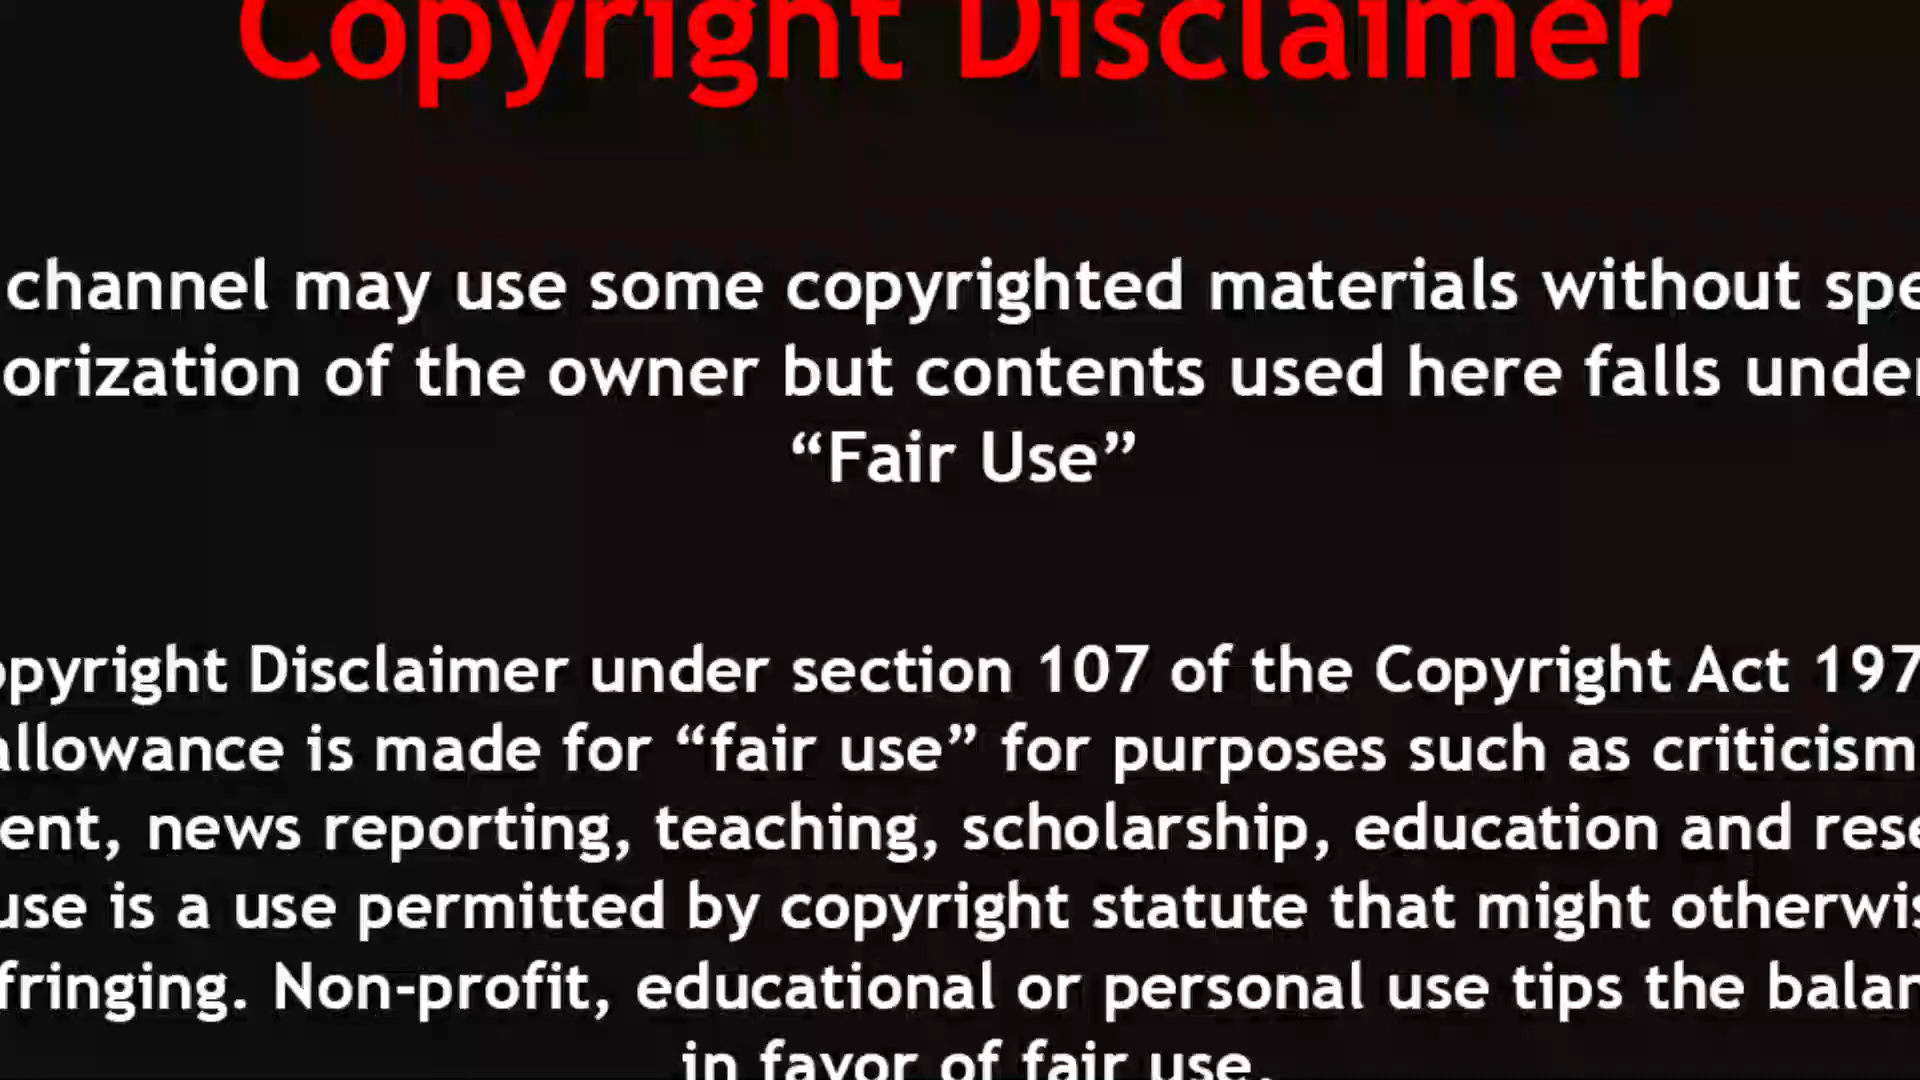 Copyright Disclaimer
channel may use some copyrighted materials without spe
orization of the owner but contents used here falls under
“Fair Use”
opyright Disclaimer under section 107 of the Copyright Act 197
allowance is made for “fair use” for purposes such as criticism
ent, news reporting, teaching, scholarship, education and rese
use is a use permitted by copyright statute that might otherwis
fringing. Non-profit, educational or personal use tips the balan
in favor of fair use.